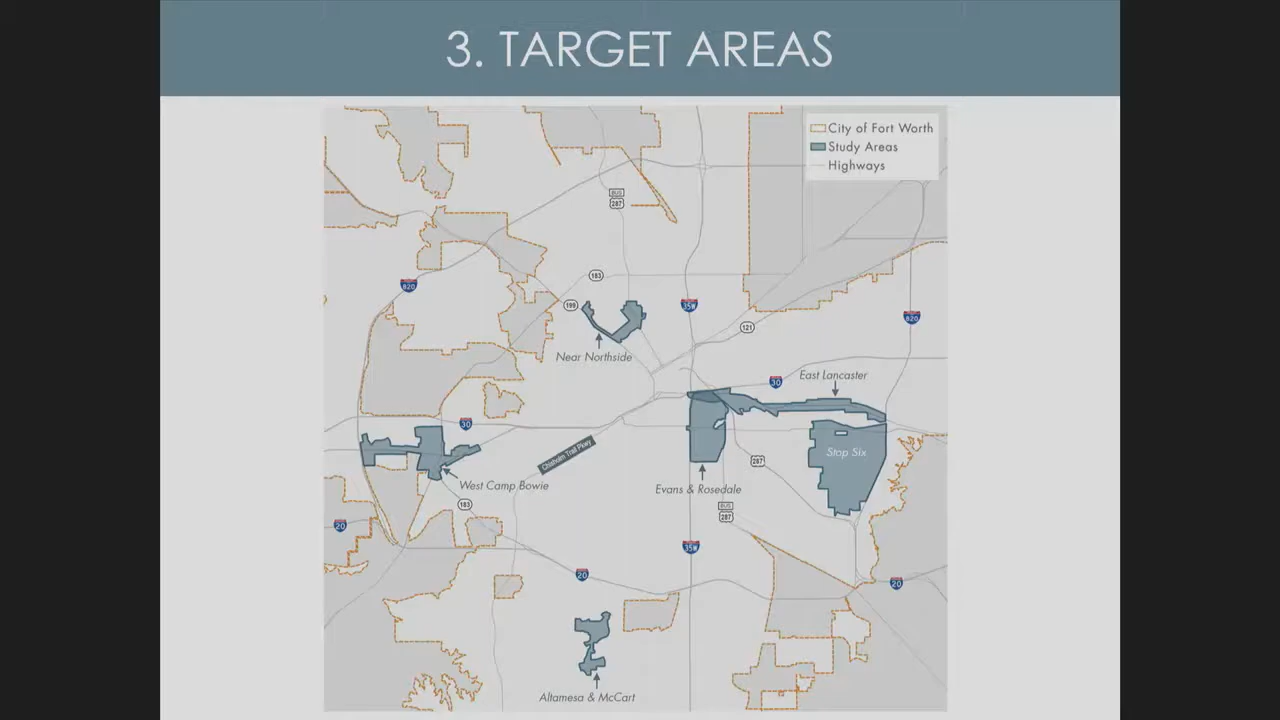 3. TARGET AREAS
City of Fort Worth
Study Areas
Highways
BUS
287
183
820
199
35W
820
121
Near Northside
East Lancaster
30
30
Stop Six
Chisholm Trail Pkwy
287
West Camp Bowie
Evans & Rosedale
183
BUS
287
20
35W
20
20
Altamesa & McCart